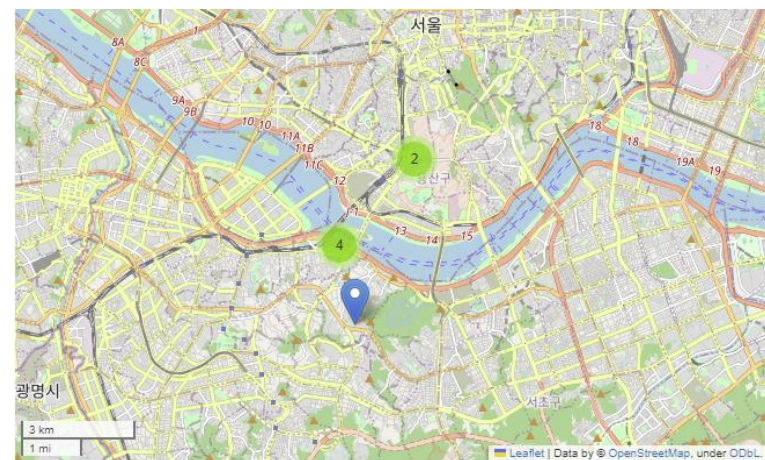 서울
8A
1
8C
9A
9B
10
10
11A
11B
11C
12
2
용산구
18
18
19A
19
11
13
14
15
4
광명시
서초구
3 km
1 mi
Leaflet | Data by © OpenStreetMap, under ODbL.